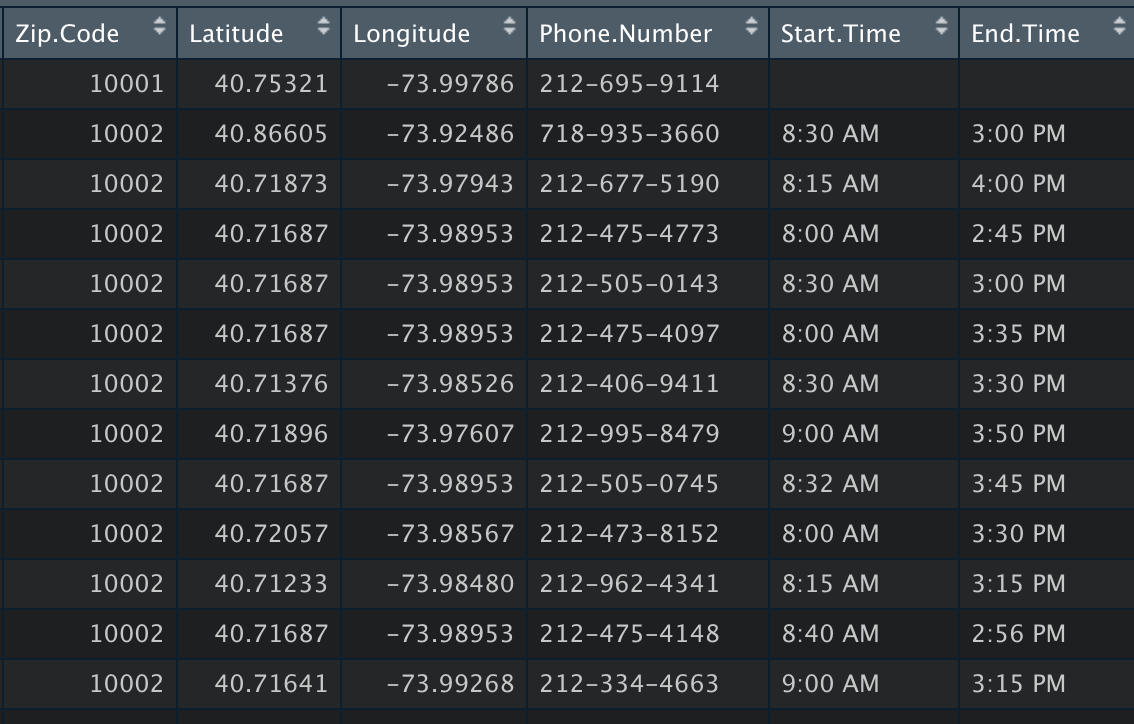 Zip.Code Latitude Longitude Phone.Number Start.Time End.Time
10001 40.75321 -73.99786 212-695-9114
10002 40.86605 -73.92486 718-935-3660 8:30 AM 3:00 PM
10002 40.71873 -73.97943 212-677-5190 8:15 AM 4:00 PM
10002 40.71687 -73.98953 212-475-4773 8:00 AM 2:45 PM
10002 40.71687 -73.98953 212-505-0143 8:30 AM 3:00 PM
10002 40.71687 -73.98953 212-475-4097 8:00 AM 3:35 PM
10002 40.71376 -73.98526 212-406-9411 8:30 AM 3:30 PM
10002 40.71896 -73.97607 212-995-8479 9:00 AM 3:50 PM
10002 40.71687 -73.98953 212-505-0745 8:32 AM 3:45 PM
10002 40.72057 -73.98567 212-473-8152 8:00 AM 3:30 PM
10002 40.71233 -73.98480 212-962-4341 8:15 AM 3:15 PM
10002 40.71687 -73.98953 212-475-4148 8:40 AM 2:56 PM
10002 40.71641 -73.99268 212-334-4663 9:00 AM 3:15 PM